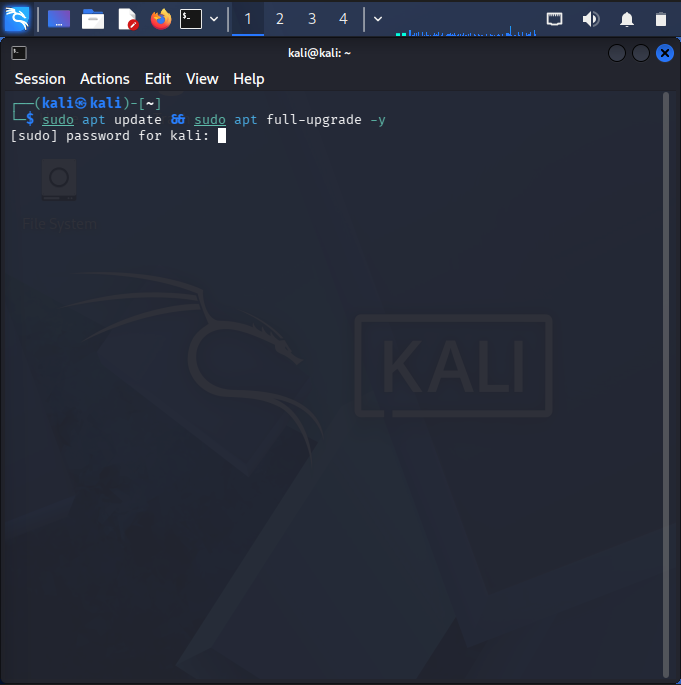 1 2 3 4
kali@kali: ~
Session Actions Edit View Help
┌──(kali㉿kali)-[~]
└─$ sudo apt update && sudo apt full-upgrade -y
[sudo] password for kali:
File System
KALI